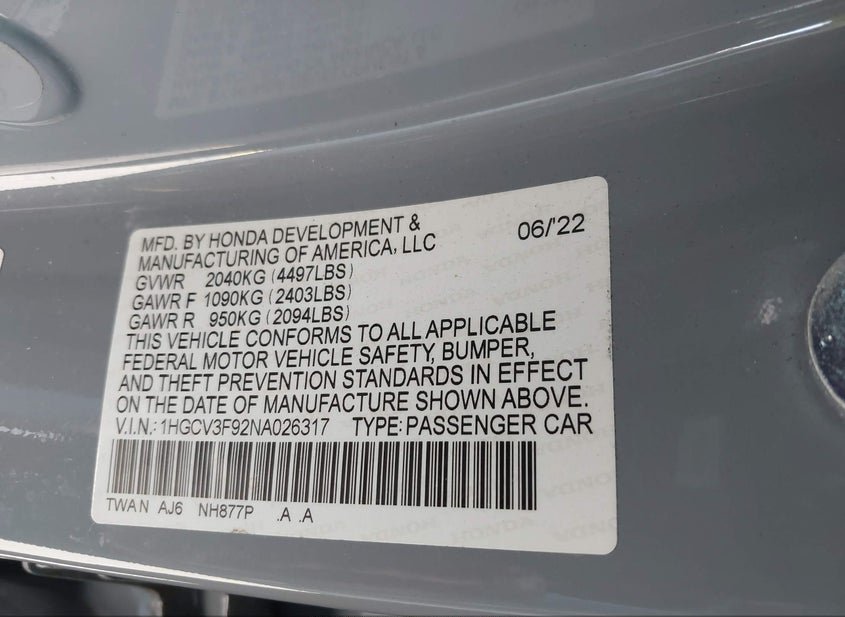 MFD. BY HONDA DEVELOPMENT &
MANUFACTURING OF AMERICA, LLC 06/'22
GVWR 2040KG (4497LBS)
GAWR F 1090KG (2403LBS)
GAWR R 950KG (2094LBS)
THIS VEHICLE CONFORMS TO ALL APPLICABLE
FEDERAL MOTOR VEHICLE SAFETY, BUMPER,
AND THEFT PREVENTION STANDARDS IN EFFECT
ON THE DATE OF MANUFACTURE SHOWN ABOVE.
V.I.N.: 1HGCV3F92NA026317 TYPE: PASSENGER CAR
TWAN AJ6 NH877P .A .A